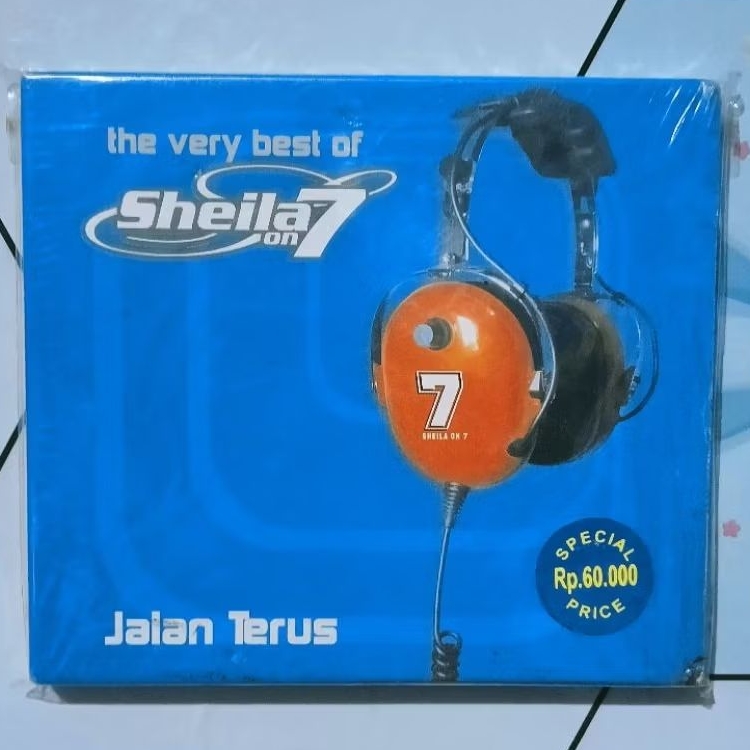 the very best of
Sheila
on 7
7
SHEILA ON 7
SPECIAL
Rp.60.000
PRICE
Jalan Terus